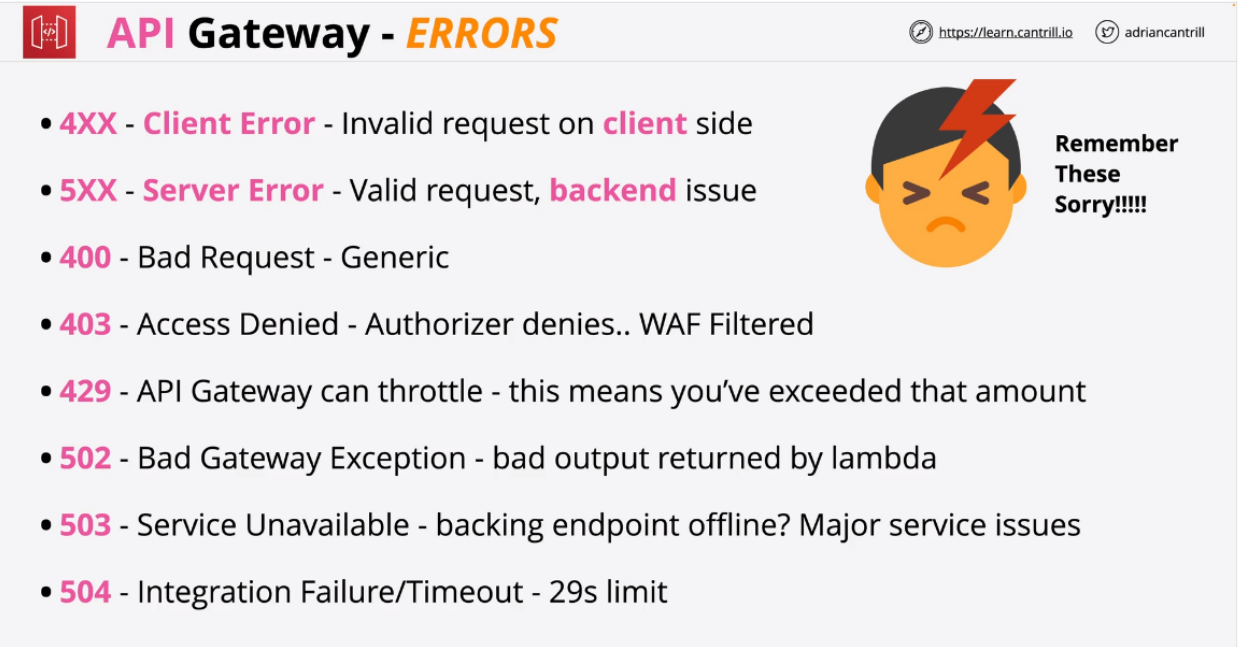 API Gateway - ERRORS
https://learn.cantrill.io
adriancantrill
• 4XX - Client Error - Invalid request on client side
• 5XX - Server Error - Valid request, backend issue
• 400 - Bad Request - Generic
• 403 - Access Denied - Authorizer denies.. WAF Filtered
• 429 - API Gateway can throttle - this means you’ve exceeded that amount
• 502 - Bad Gateway Exception - bad output returned by lambda
• 503 - Service Unavailable - backing endpoint offline? Major service issues
• 504 - Integration Failure/Timeout - 29s limit
Remember
These
Sorry!!!!!